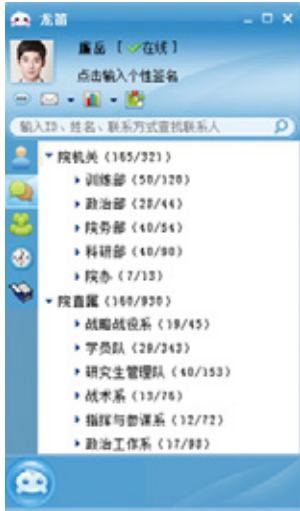 龙笛
廉岳 [ 在线 ]
点击输入个性签名
输入ID、姓名、联系方式查找联系人
院机关 (165/321)
训练部 (50/120)
政治部 (28/44)
院务部 (40/54)
科研部 (40/90)
院办 (7/13)
院直属 (160/930)
战略战役系 (19/45)
学员队 (29/343)
研究生管理队 (40/153)
战术系 (13/76)
指挥与参谋系 (12/72)
政治工作系 (17/98)